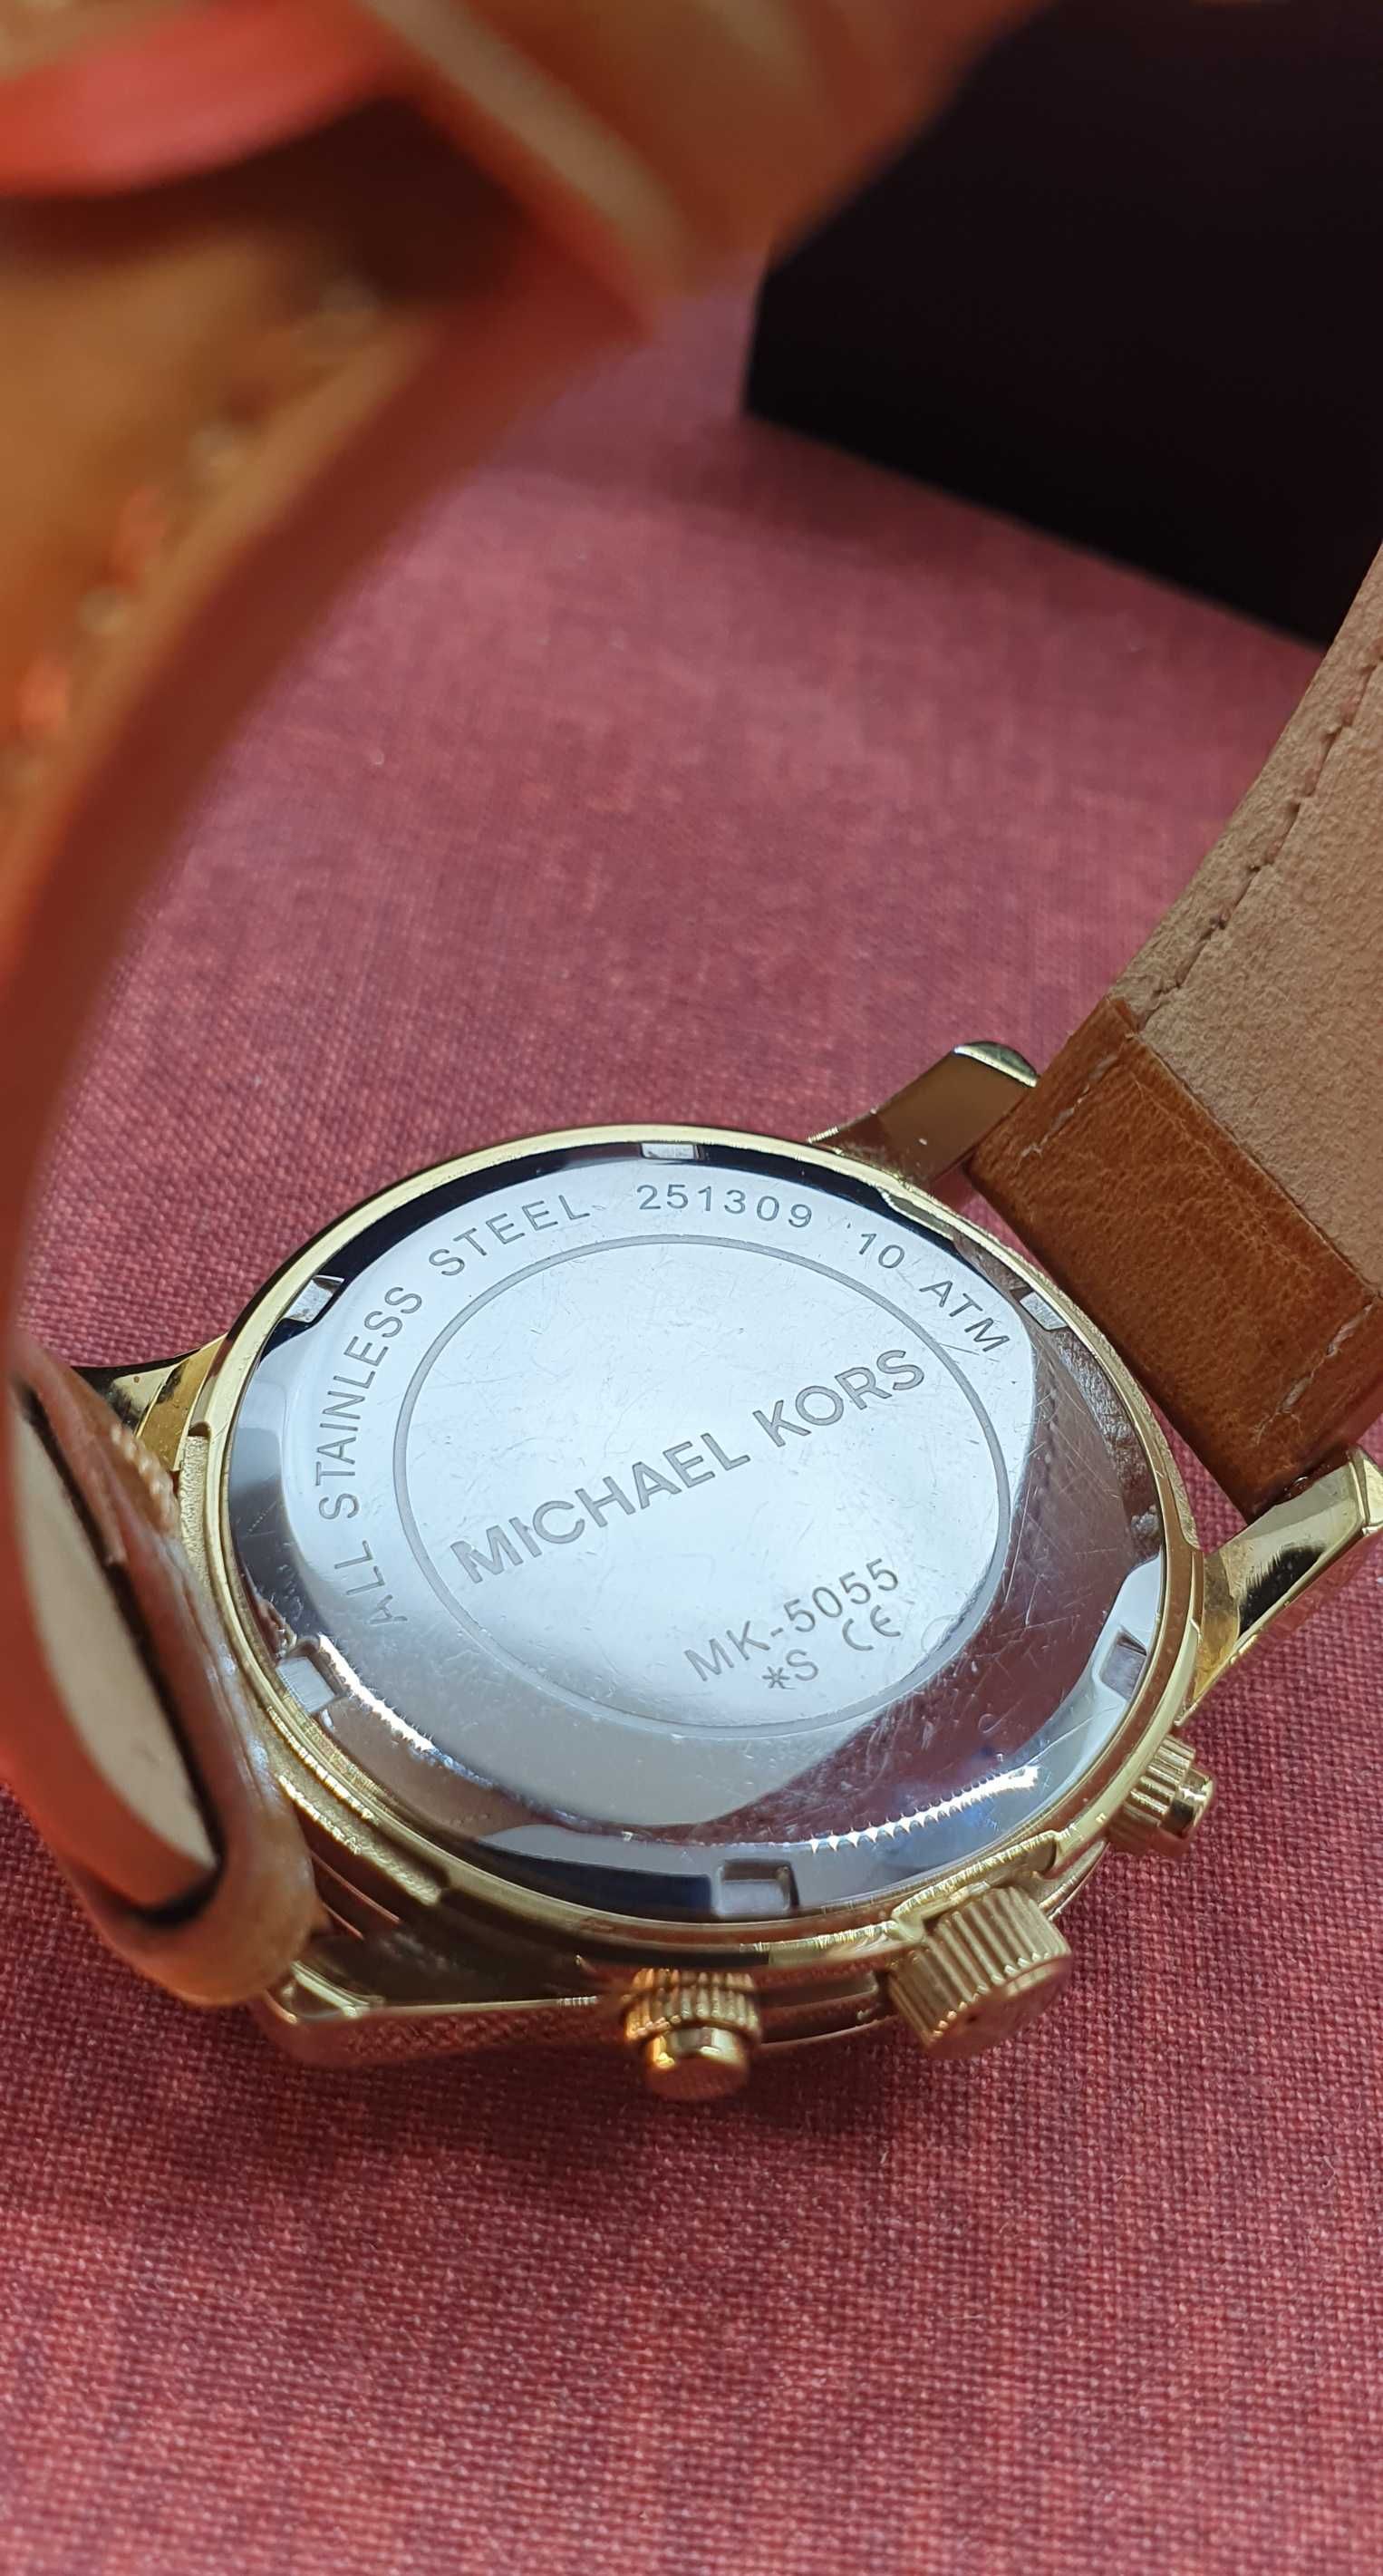 ALL STAINLESS STEEL 251309 10 ATM
MICHAEL KORS
MK-5055
*S CE